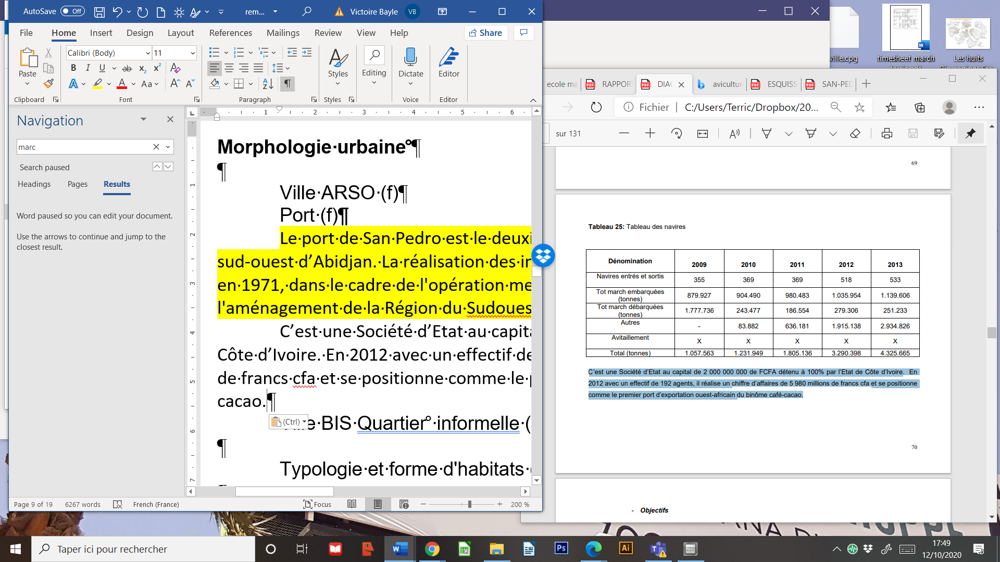 AutoSave Off rem... Victoire Bayle VB
File Home Insert Design Layout References Mailings Review View Help Share
Calibri (Body) 11
Paste Styles Editing Dictate Editor
Clipboard Font Paragraph Styles Voice Editor
Navigation
marc
Search paused
Headings Pages Results
Word paused so you can edit your document.
Use the arrows to continue and jump to the
closest result.
Morphologie·urbaine°¶
¶
Ville·ARSO·(f)¶
Port·(f)¶
Le·port·de·San·Pedro·est·le·deuxi
sud-ouest·d’Abidjan.·La·réalisation·des·in
en·1971,·dans·le·cadre·de·l'opération·me
l'aménagement·de·la·Région·du·Sudoues
C’est·une·Société·d’Etat·au·capita
Côte·d’Ivoire.·En·2012·avec·un·effectif·de
de·francs·cfa·et·se·positionne·comme·le·p
cacao.¶
(Ctrl)
BIS·Quartier°·informelle·(
¶
Typologie·et·forme·d'habitats·
Page 9 of 19 6267 words French (France) Focus 200 %
ville.cpg
timesheet march
Les huits
ecole ma RAPPORT DIAG avicultur ESQUISS SAN-PED
Fichier C:/Users/Terric/Dropbox/20...
sur 131
69
Tableau 25: Tableau des navires
Dénomination 2009 2010 2011 2012 2013
Navires entrés et sortis 355 369 369 518 533
Tot march embarquées
(tonnes) 879.927 904.490 980.483 1.035.954 1.139.606
Tot march débarquées
(tonnes) 1.777.736 243.477 186.554 279.306 251.233
Autres - 83.882 636.181 1.915.138 2.934.826
Avitaillement X X X X X
Total (tonnes) 1.057.563 1.231.949 1.805.136 3.290.398 4.325.665
C’est une Société d’Etat au capital de 2 000 000 000 de FCFA détenu à 100% par l’Etat de Côte d’Ivoire. En
2012 avec un effectif de 192 agents, il réalise un chiffre d’affaires de 5 980 millions de francs cfa et se positionne
comme le premier port d’exportation ouest-africain du binôme café-cacao.
70
- Objectifs
Taper ici pour rechercher
17:49
12/10/2020